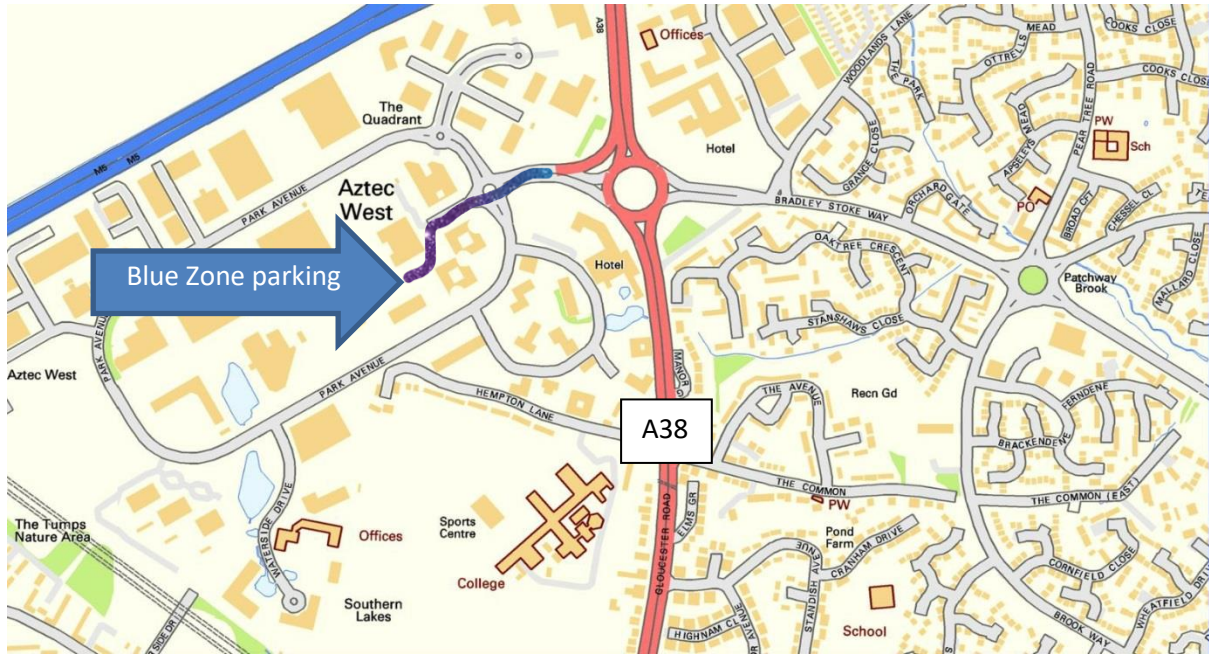 A38
Offices
WOODLANDS LANE
THE PARK
OTTRELLS
MEAD
COOKS CLOSE
COOKS CLOSE
PEAR TREE ROAD
PW
Sch
APSELEYS MEAD
The
Quadrant
M5
M5
Hotel
GRANGE CLOSE
PARK AVENUE
Aztec
West
BRADLEY STOKE WAY
ORCHARD
GATE
PO
BROAD CFT
CHESSEL CL
TE
Blue Zone parking
Hotel
OAKTREE CRESCENT
Patchway
Brook
MALLARD CLOSE
STANSHAWS CLOSE
PARK AVENUE
Aztec West
PARK AVENUE
MANOR G
HEMPTON LANE
THE AVENUE
Recn Gd
FERNDENE
A38
BRACKENDENE
THE COMMON
THE COMMON (EAST)
The Tumps
Nature Area
WATERSIDE DRIVE
Offices
Sports
Centre
College
GLOUCESTER ROAD
ELMS GR
PW
Pond
Farm
CRANHAM DRIVE
STANDISH AVENUE
CORNFIELD CLOSE
WHEATFIELD DRIVE
Southern
Lakes
School
HIGHNAM CLOSE
BROOK WAY